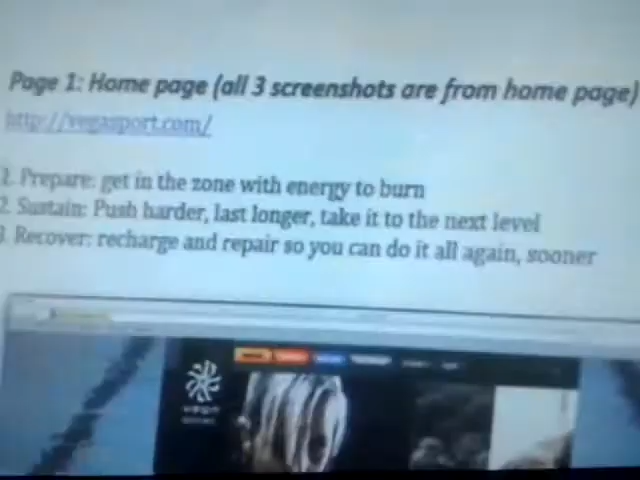 Page 1: Home page (all 3 screenshots are from home page)
http://vegasport.com/
1. Prepare: get in the zone with energy to burn
2. Sustain: Push harder, last longer, take it to the next level
3. Recover: recharge and repair so you can do it all again, sooner